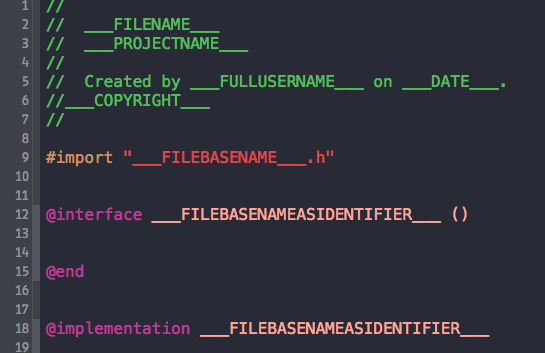 1 //
2 //  ___FILENAME___
3 //  ___PROJECTNAME___
4 //
5 //  Created by ___FULLUSERNAME___ on ___DATE___.
6 //___COPYRIGHT___
7 //
8
9 #import "___FILEBASENAME___.h"
10
11
12 @interface ___FILEBASENAMEASIDENTIFIER___ ()
13
14
15 @end
16
17
18 @implementation ___FILEBASENAMEASIDENTIFIER___
19